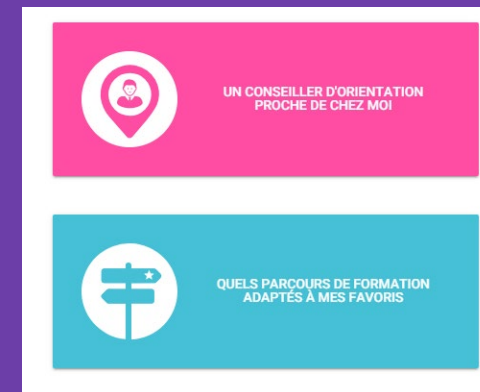 UN CONSEILLER D'ORIENTATION
PROCHE DE CHEZ MOI
QUELS PARCOURS DE FORMATION
ADAPTÉS À MES FAVORIS